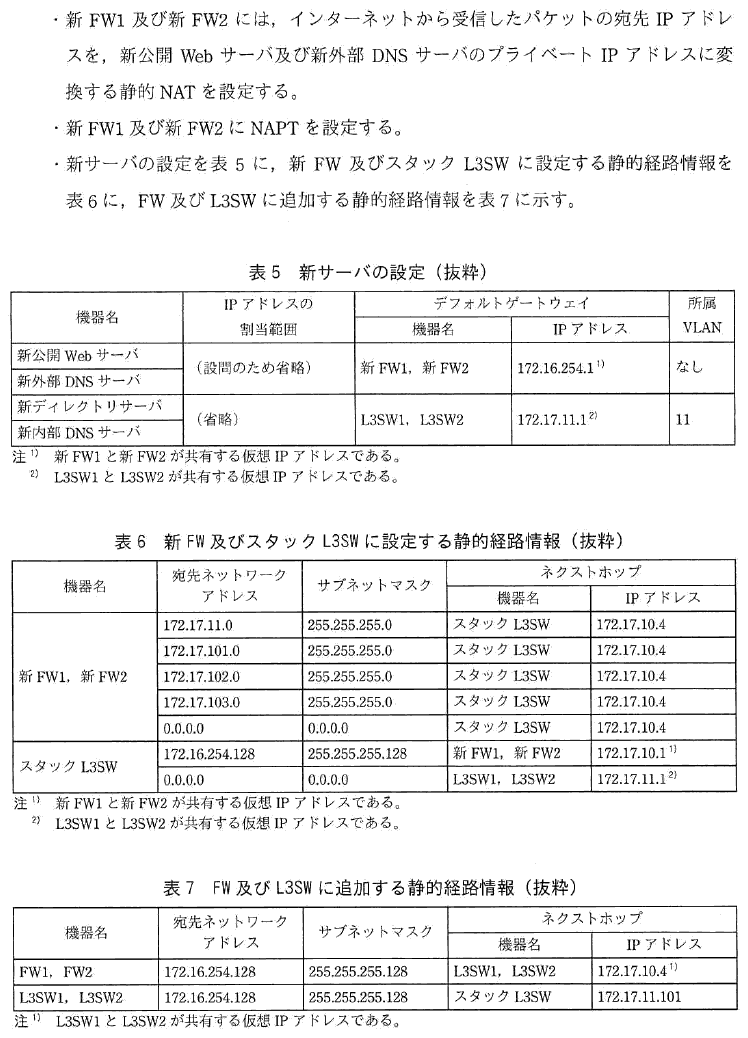 ・新 FW1 及び新 FW2 には，インターネットから受信したパケットの宛先 IP アドレ
スを，新公開 Web サーバ及び新外部 DNS サーバのプライベート IP アドレスに変
換する静的 NAT を設定する。
・新 FW1 及び新 FW2 に NAPT を設定する。
・新サーバの設定を表 5 に，新 FW 及びスタック L3SW に設定する静的経路情報を
表 6 に，FW 及び L3SW に追加する静的経路情報を表 7 に示す。
表 5 新サーバの設定（抜粋）
機器名 IP アドレスの割当範囲 デフォルトゲートウェイ 所属VLAN
機器名 IP アドレス
新公開 Web サーバ （設問のため省略） 新 FW1，新 FW2 172.16.254.1 1) なし
新外部 DNS サーバ
新ディレクトリサーバ （省略） L3SW1，L3SW2 172.17.11.1 2) 11
新内部 DNS サーバ
注 1) 新 FW1 と新 FW2 が共有する仮想 IP アドレスである。
2) L3SW1 と L3SW2 が共有する仮想 IP アドレスである。
表 6 新 FW 及びスタック L3SW に設定する静的経路情報（抜粋）
機器名 宛先ネットワークアドレス サブネットマスク ネクストホップ
機器名 IP アドレス
新 FW1，新 FW2 172.17.11.0 255.255.255.0 スタック L3SW 172.17.10.4
172.17.101.0 255.255.255.0 スタック L3SW 172.17.10.4
172.17.102.0 255.255.255.0 スタック L3SW 172.17.10.4
172.17.103.0 255.255.255.0 スタック L3SW 172.17.10.4
0.0.0.0 0.0.0.0 スタック L3SW 172.17.10.4
スタック L3SW 172.16.254.128 255.255.255.128 新 FW1，新 FW2 172.17.10.1 1)
0.0.0.0 0.0.0.0 L3SW1，L3SW2 172.17.11.1 2)
注 1) 新 FW1 と新 FW2 が共有する仮想 IP アドレスである。
2) L3SW1 と L3SW2 が共有する仮想 IP アドレスである。
表 7 FW 及び L3SW に追加する静的経路情報（抜粋）
機器名 宛先ネットワークアドレス サブネットマスク ネクストホップ
機器名 IP アドレス
FW1，FW2 172.16.254.128 255.255.255.128 L3SW1，L3SW2 172.17.10.4 1)
L3SW1，L3SW2 172.16.254.128 255.255.255.128 スタック L3SW 172.17.11.101
注 1) L3SW1 と L3SW2 が共有する仮想 IP アドレスである。